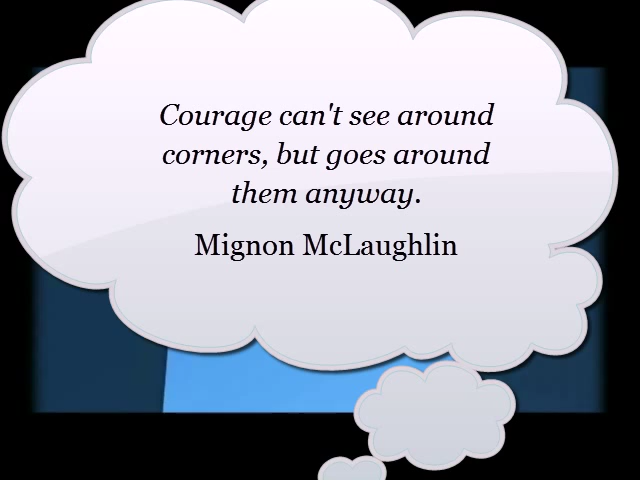 Courage can't see around
corners, but goes around
them anyway.
Mignon McLaughlin